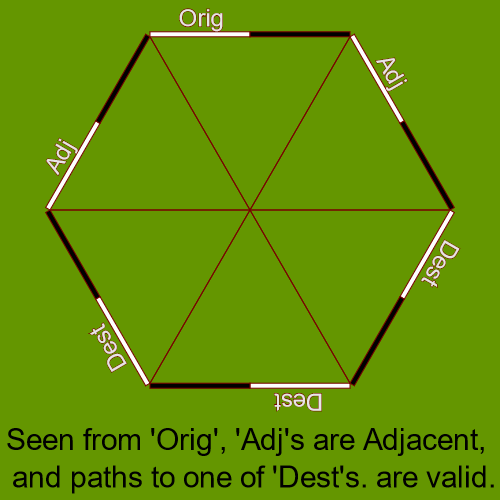 Orig
Adj
Adj
Dest
Dest
Dest
Seen from 'Orig', 'Adj's are Adjacent,
and paths to one of 'Dest's. are valid.